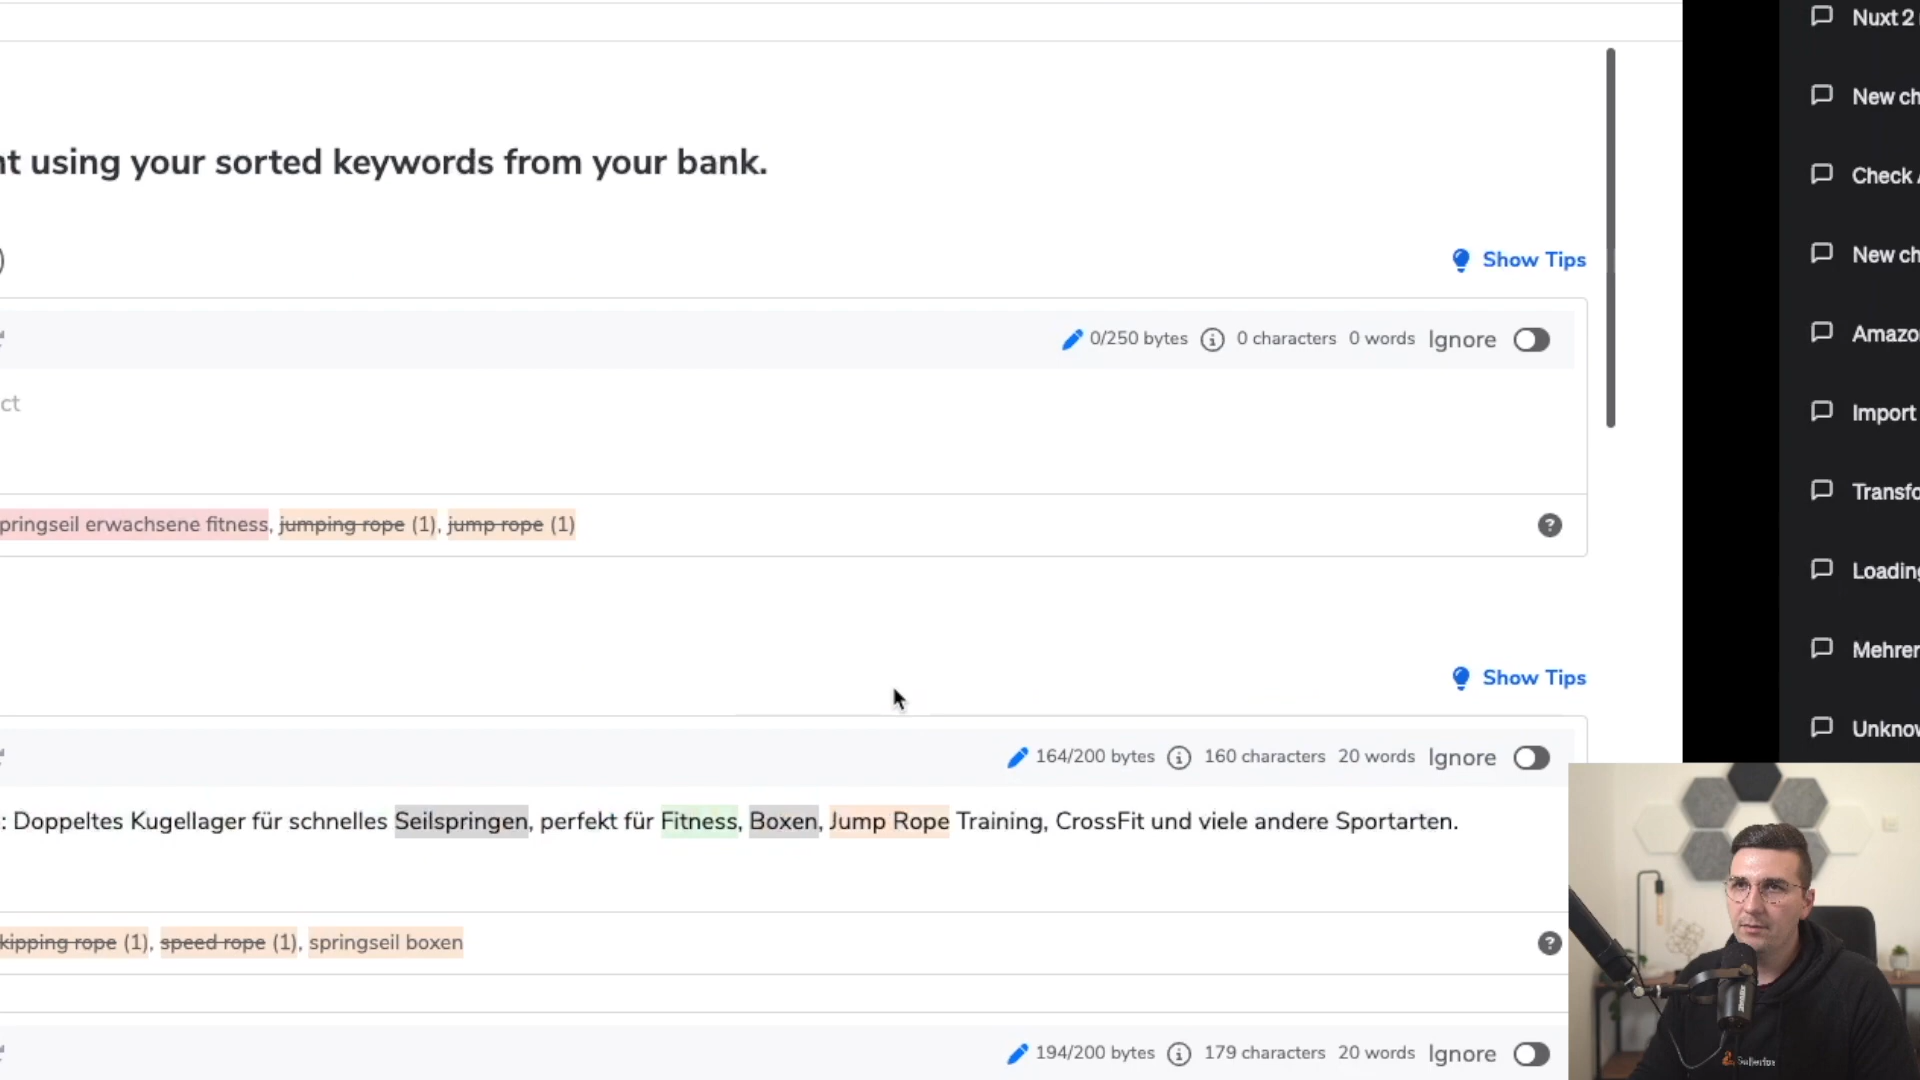 nt using your sorted keywords from your bank.
Show Tips
0/250 bytes 0 characters 0 words Ignore
ct
pringseil erwachsene fitness, jumping rope (1), jump rope (1)
Show Tips
164/200 bytes 160 characters 20 words Ignore
: Doppeltes Kugellager für schnelles Seilspringen, perfekt für Fitness, Boxen, Jump Rope Training, CrossFit und viele andere Sportarten.
kipping rope (1), speed rope (1), springseil boxen
194/200 bytes 179 characters 20 words Ignore
Nuxt 2
New ch
Check
New ch
Amazo
Import
Transfo
Loading
Mehrer
Unknow